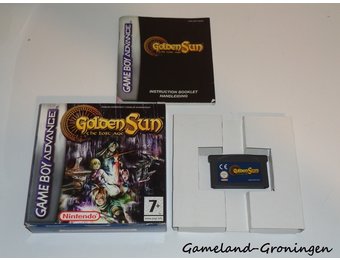 GAME BOY ADVANCE
Golden Sun
the lost age
INSTRUCTION BOOKLET
HANDLEIDING
GAME BOY ADVANCE
Golden Sun
the lost age
Nintendo
7+
Golden Sun
Gameland-Groningen